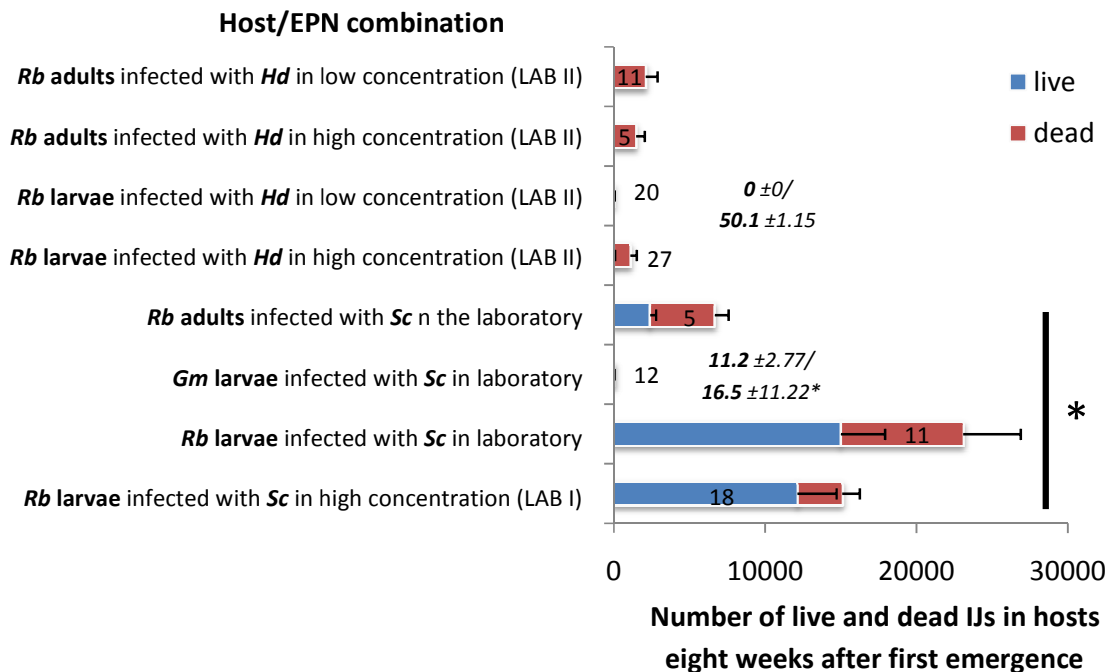 Host/EPN combination
Rb adults infected with Hd in low concentration (LAB II)
11
live
dead
Rb adults infected with Hd in high concentration (LAB II)
5
Rb larvae infected with Hd in low concentration (LAB II)
20
0 ±0/
50.1 ±1.15
Rb larvae infected with Hd in high concentration (LAB II)
27
Rb adults infected with Sc n the laboratory
5
Gm larvae infected with Sc in laboratory
12
11.2 ±2.77/
16.5 ±11.22*
Rb larvae infected with Sc in laboratory
11
*
Rb larvae infected with Sc in high concentration (LAB I)
18
0 10000 20000 30000
Number of live and dead IJs in hosts
eight weeks after first emergence